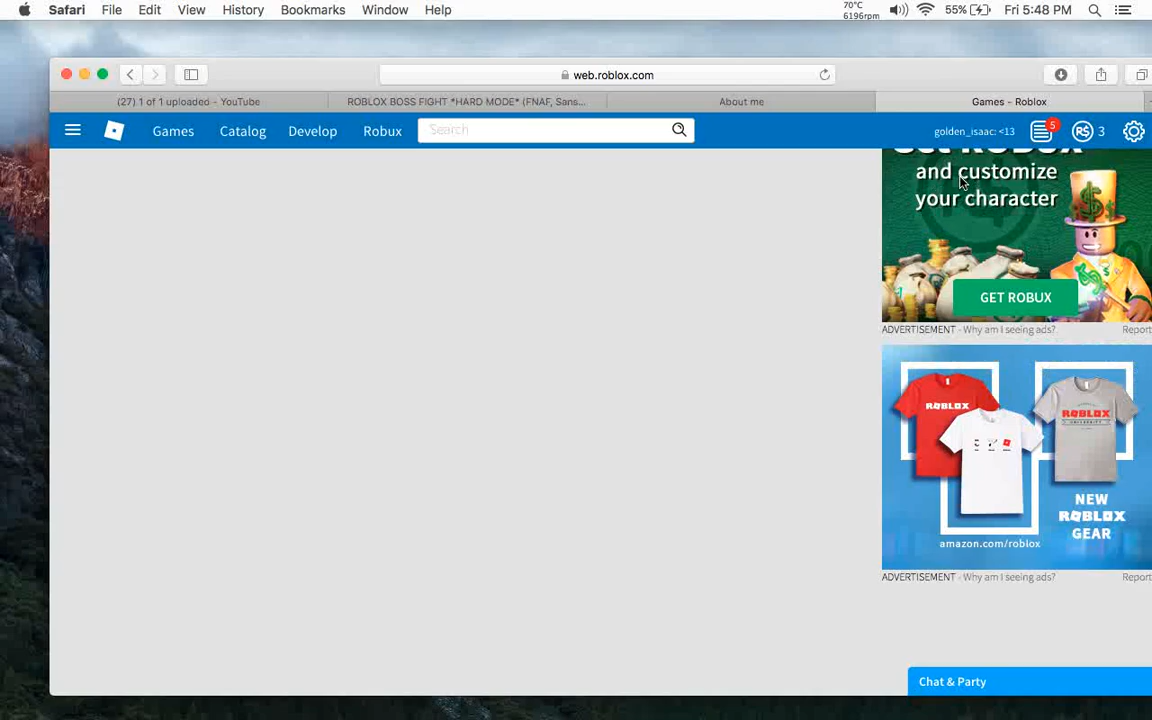 Safari File Edit View History Bookmarks Window Help 70°C 55% Fri 5:48 PM
6196rpm
web.roblox.com
(27) 1 of 1 uploaded - YouTube ROBLOX BOSS FIGHT *HARD MODE* (FNAF, Sans... About me Games - Roblox
Games Catalog Develop Robux Search golden_isaac: <13 5 R$ 3
Get ROBUX
and customize
your character
$
GET ROBUX
ADVERTISEMENT - Why am I seeing ads? Report
ROBLOX ROBLOX
UNIVERSITY
NEW
ROBLOX
GEAR
amazon.com/roblox
ADVERTISEMENT - Why am I seeing ads? Report
Chat & Party